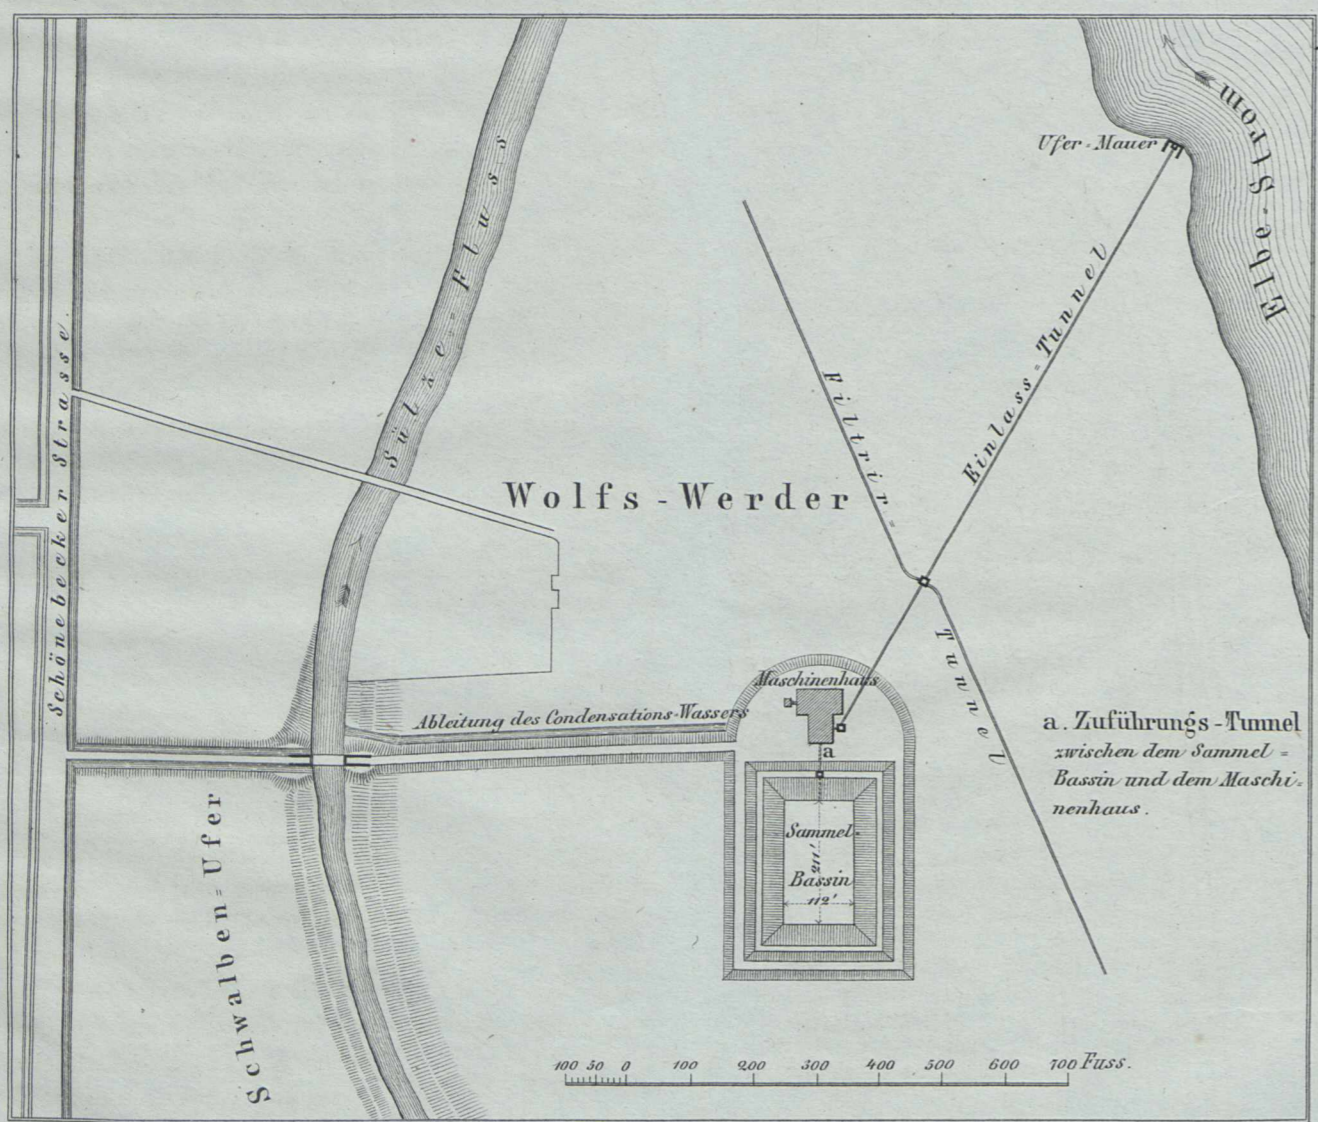 Ufer-Mauer
Elbe-Strom
Sülze-Fluss
Schönebecker Strasse.
Filtrir-
Tunnel
Einlass-Tunnel
Wolfs-Werder
Maschinenhaus
Ableitung des Condensations-Wassers
a
a. Zuführungs-Tunnel
zwischen dem Sammel-
Bassin und dem Maschi-
nenhaus.
Sammel-
Bassin
211'
112'
Schwalben-Ufer
100 50 0 100 200 300 400 500 600 700 Fuss.